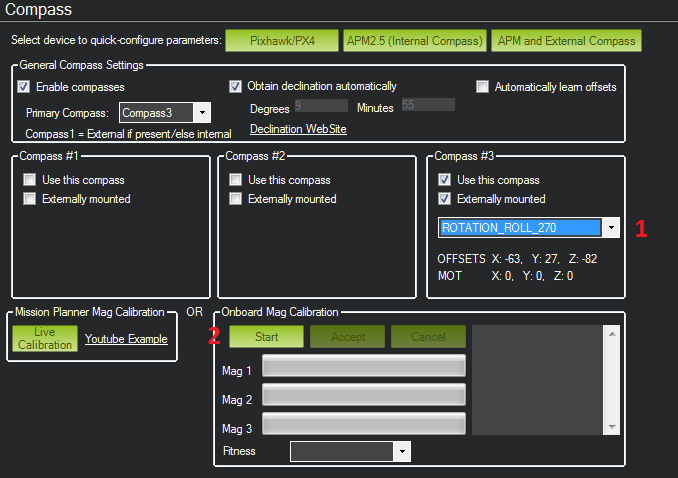 Compass
Select device to quick-configure parameters: Pixhawk/PX4 APM2.5 (Internal Compass) APM and External Compass
General Compass Settings
Enable compasses Obtain declination automatically Automatically learn offsets
Degrees 9 Minutes 55
Primary Compass: Compass3
Declination WebSite
Compass1 = External if present/else internal
Compass #1 Compass #2 Compass #3
Use this compass Use this compass Use this compass
Externally mounted Externally mounted Externally mounted
ROTATION_ROLL_270 1
OFFSETS X: -63, Y: 27, Z: -82
MOT X: 0, Y: 0, Z: 0
Mission Planner Mag Calibration OR Onboard Mag Calibration
Live Calibration Youtube Example 2 Start Accept Cancel
Mag 1
Mag 2
Mag 3
Fitness